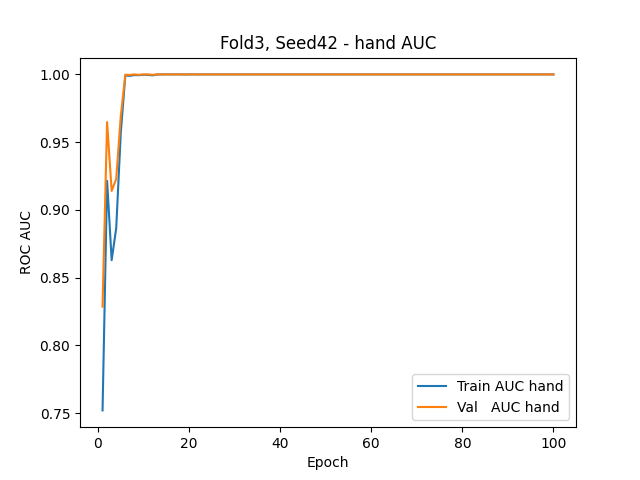 Fold3, Seed42 - hand AUC
ROC AUC
1.00
0.95
0.90
0.85
0.80
0.75
Train AUC hand
Val   AUC hand
0 20 40 60 80 100
Epoch